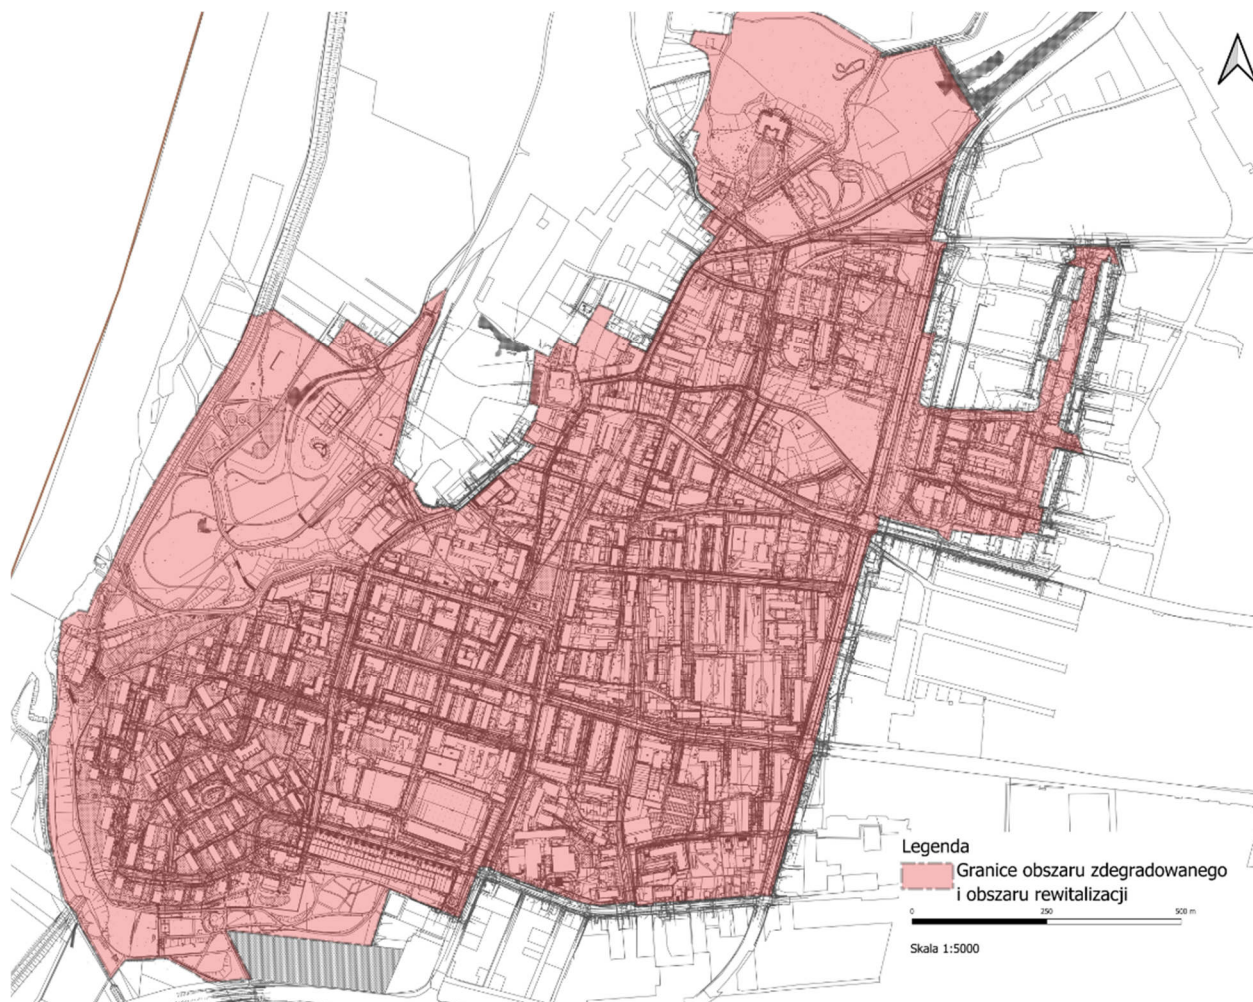 Legenda
Granice obszaru zdegradowanego
i obszaru rewitalizacji
0 250 500 m
Skala 1:5000